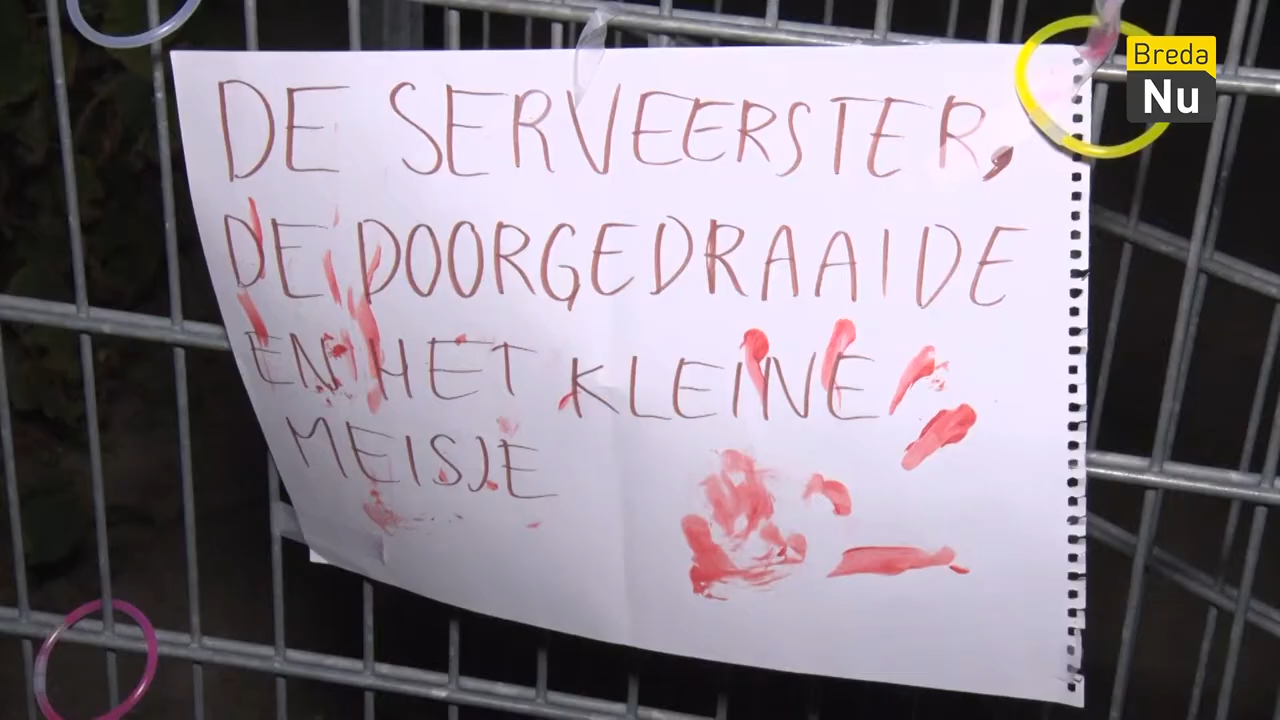 Breda
Nu
DE SERVEERSTER,
DE DOORGEDRAAIDE
EN HET KLEINE
MEISJE